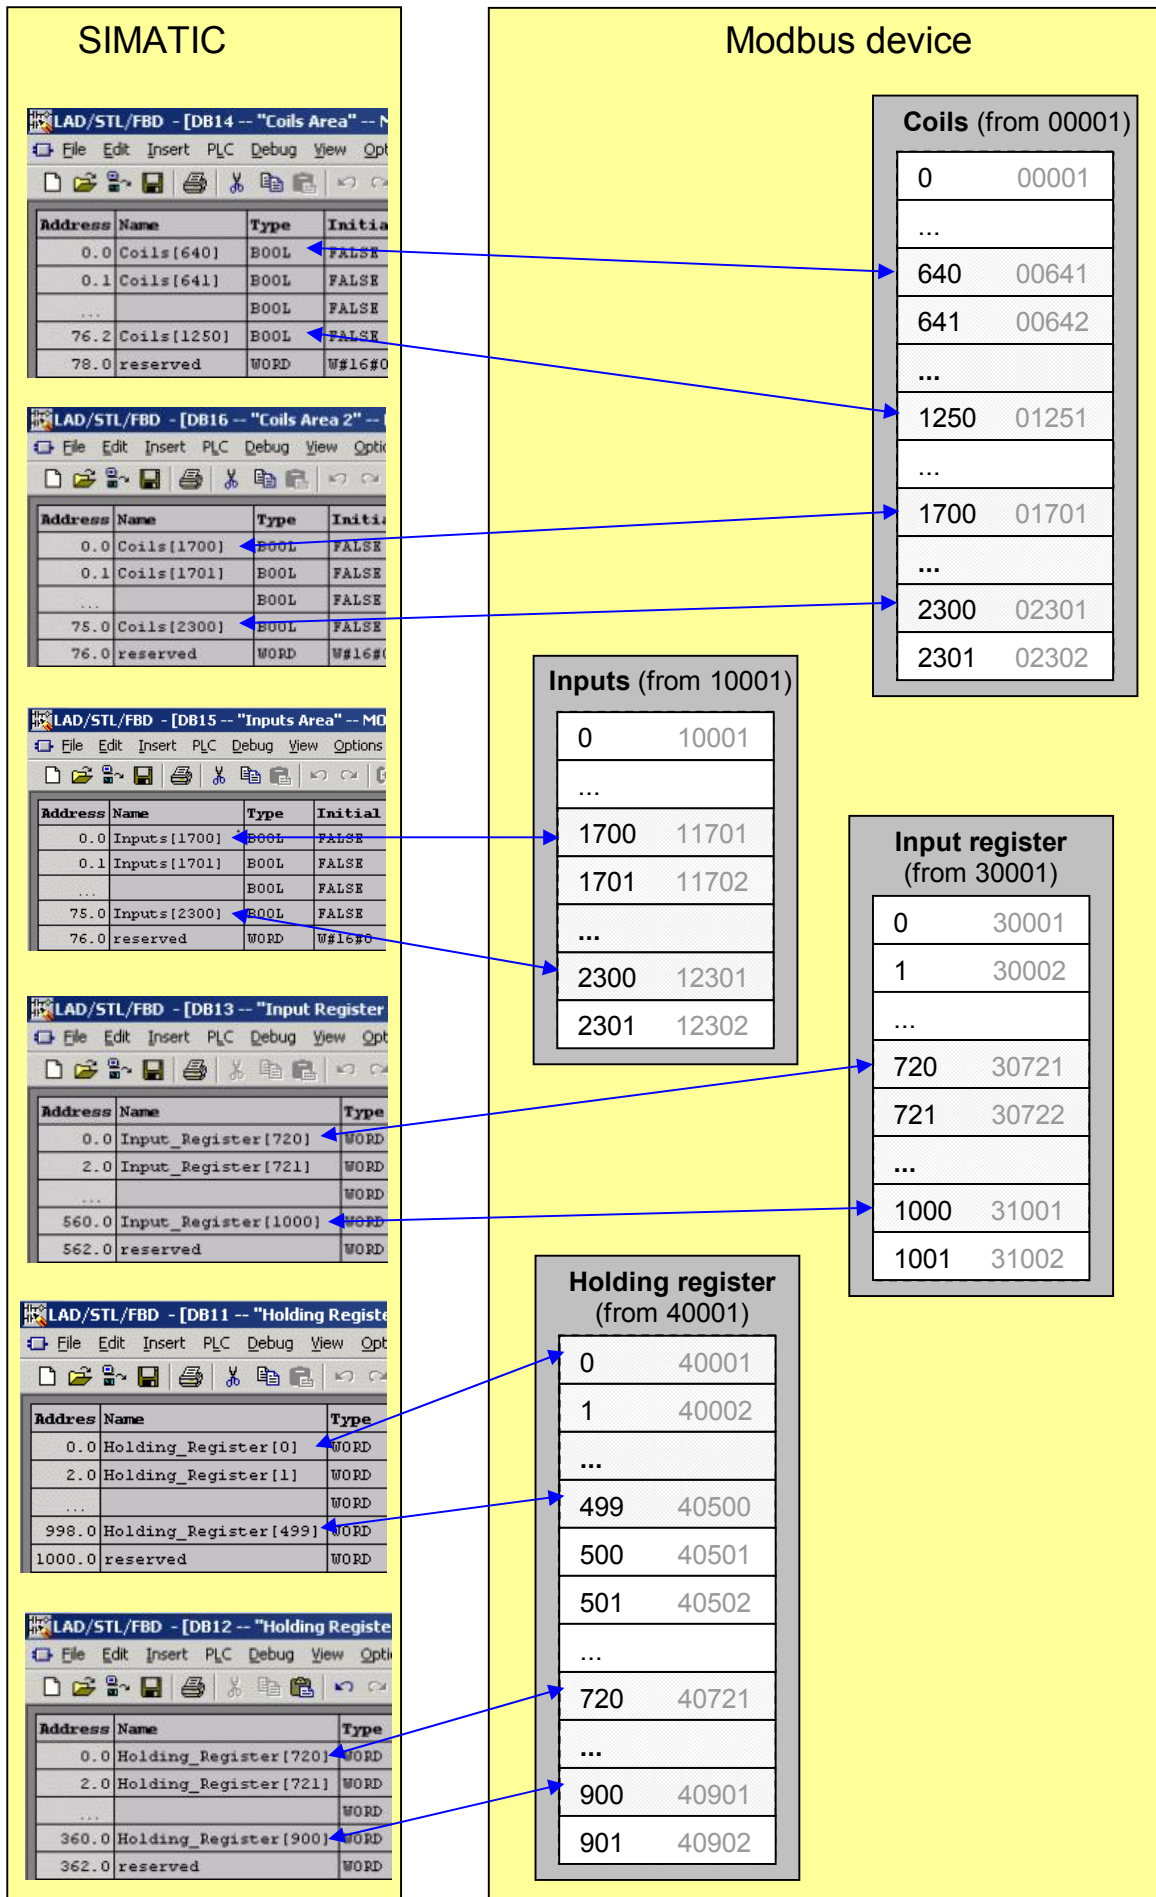 SIMATIC
LAD/STL/FBD - [DB14 -- "Coils Area" -- M
File Edit Insert PLC Debug View Opt
Address Name Type Initia
0.0 Coils[640] BOOL FALSE
0.1 Coils[641] BOOL FALSE
... BOOL FALSE
76.2 Coils[1250] BOOL FALSE
78.0 reserved WORD W#16#0
LAD/STL/FBD - [DB16 -- "Coils Area 2" --
File Edit Insert PLC Debug View Optio
Address Name Type Initia
0.0 Coils[1700] BOOL FALSE
0.1 Coils[1701] BOOL FALSE
... BOOL FALSE
75.0 Coils[2300] BOOL FALSE
76.0 reserved WORD W#16#0
LAD/STL/FBD - [DB15 -- "Inputs Area" -- MO
File Edit Insert PLC Debug View Options
Address Name Type Initial
0.0 Inputs[1700] BOOL FALSE
0.1 Inputs[1701] BOOL FALSE
... BOOL FALSE
75.0 Inputs[2300] BOOL FALSE
76.0 reserved WORD W#16#0
LAD/STL/FBD - [DB13 -- "Input Register
File Edit Insert PLC Debug View Opt
Address Name Type
0.0 Input_Register[720] WORD
2.0 Input_Register[721] WORD
... WORD
560.0 Input_Register[1000] WORD
562.0 reserved WORD
LAD/STL/FBD - [DB11 -- "Holding Registe
File Edit Insert PLC Debug View Opt
Addres Name Type
0.0 Holding_Register[0] WORD
2.0 Holding_Register[1] WORD
... WORD
998.0 Holding_Register[499] WORD
1000.0 reserved WORD
LAD/STL/FBD - [DB12 -- "Holding Registe
File Edit Insert PLC Debug View Opti
Address Name Type
0.0 Holding_Register[720] WORD
2.0 Holding_Register[721] WORD
... WORD
360.0 Holding_Register[900] WORD
362.0 reserved WORD
Modbus device
Coils (from 00001)
0 00001
...
640 00641
641 00642
...
1250 01251
...
1700 01701
...
2300 02301
2301 02302
Inputs (from 10001)
0 10001
...
1700 11701
1701 11702
...
2300 12301
2301 12302
Input register
(from 30001)
0 30001
1 30002
...
720 30721
721 30722
...
1000 31001
1001 31002
Holding register
(from 40001)
0 40001
1 40002
...
499 40500
500 40501
501 40502
...
720 40721
...
900 40901
901 40902